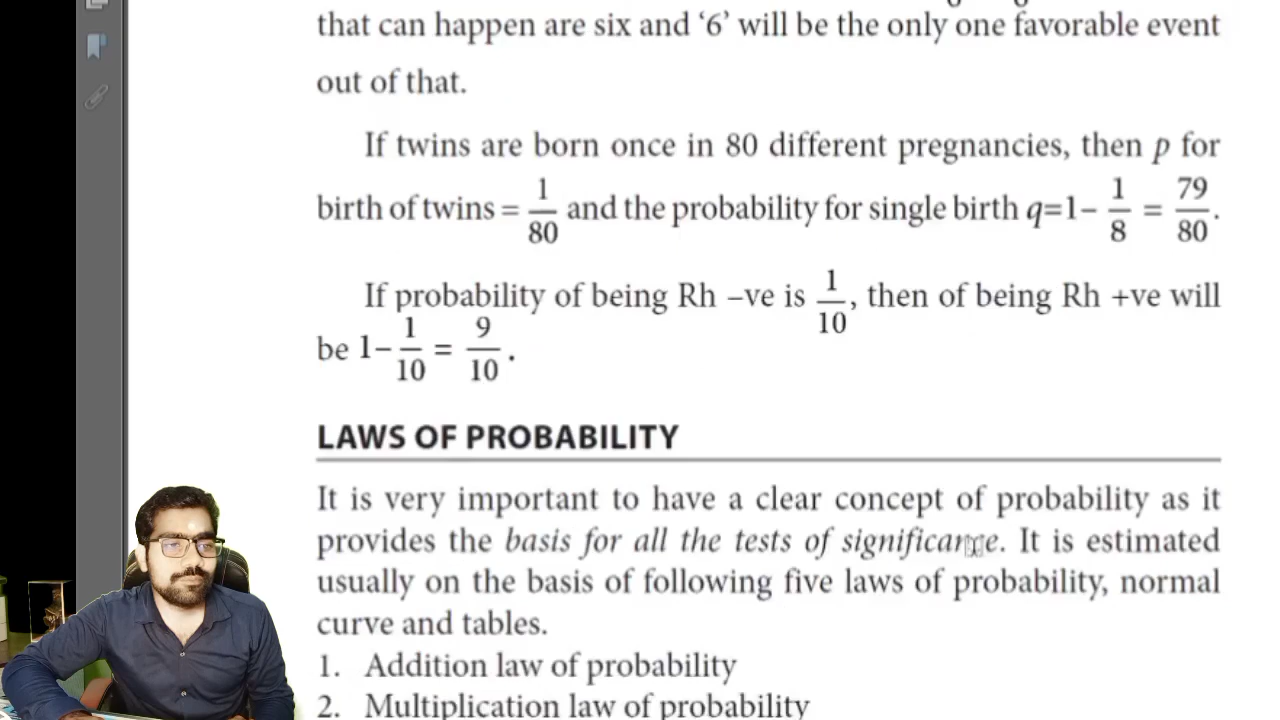 that can happen are six and ‘6’ will be the only one favorable event
out of that.
If twins are born once in 80 different pregnancies, then p for
birth of twins = 1/80 and the probability for single birth q=1– 1/8 = 79/80.
If probability of being Rh –ve is 1/10, then of being Rh +ve will
be 1– 1/10 = 9/10.
LAWS OF PROBABILITY
It is very important to have a clear concept of probability as it
provides the basis for all the tests of significance. It is estimated
usually on the basis of following five laws of probability, normal
curve and tables.
1. Addition law of probability
2. Multiplication law of probability